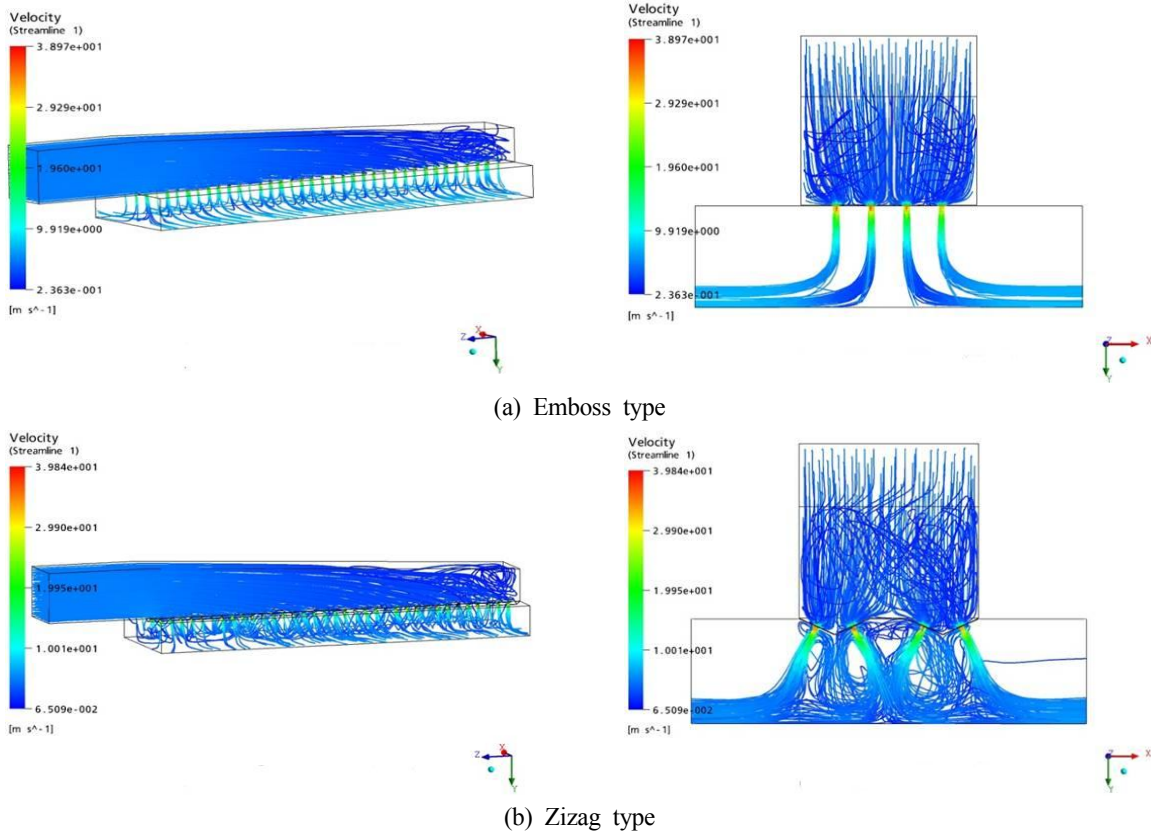 Velocity
(Streamline 1)
3.897e+001
2.929e+001
1.960e+001
9.919e+000
2.363e-001
[m s^-1]
X
Z
Y
Velocity
(Streamline 1)
3.897e+001
2.929e+001
1.960e+001
9.919e+000
2.363e-001
[m s^-1]
Z
X
Y
(a) Emboss type
Velocity
(Streamline 1)
3.984e+001
2.990e+001
1.995e+001
1.001e+001
6.509e-002
[m s^-1]
Z
X
Y
Velocity
(Streamline 1)
3.984e+001
2.990e+001
1.995e+001
1.001e+001
6.509e-002
[m s^-1]
Z
X
Y
(b) Zizag type